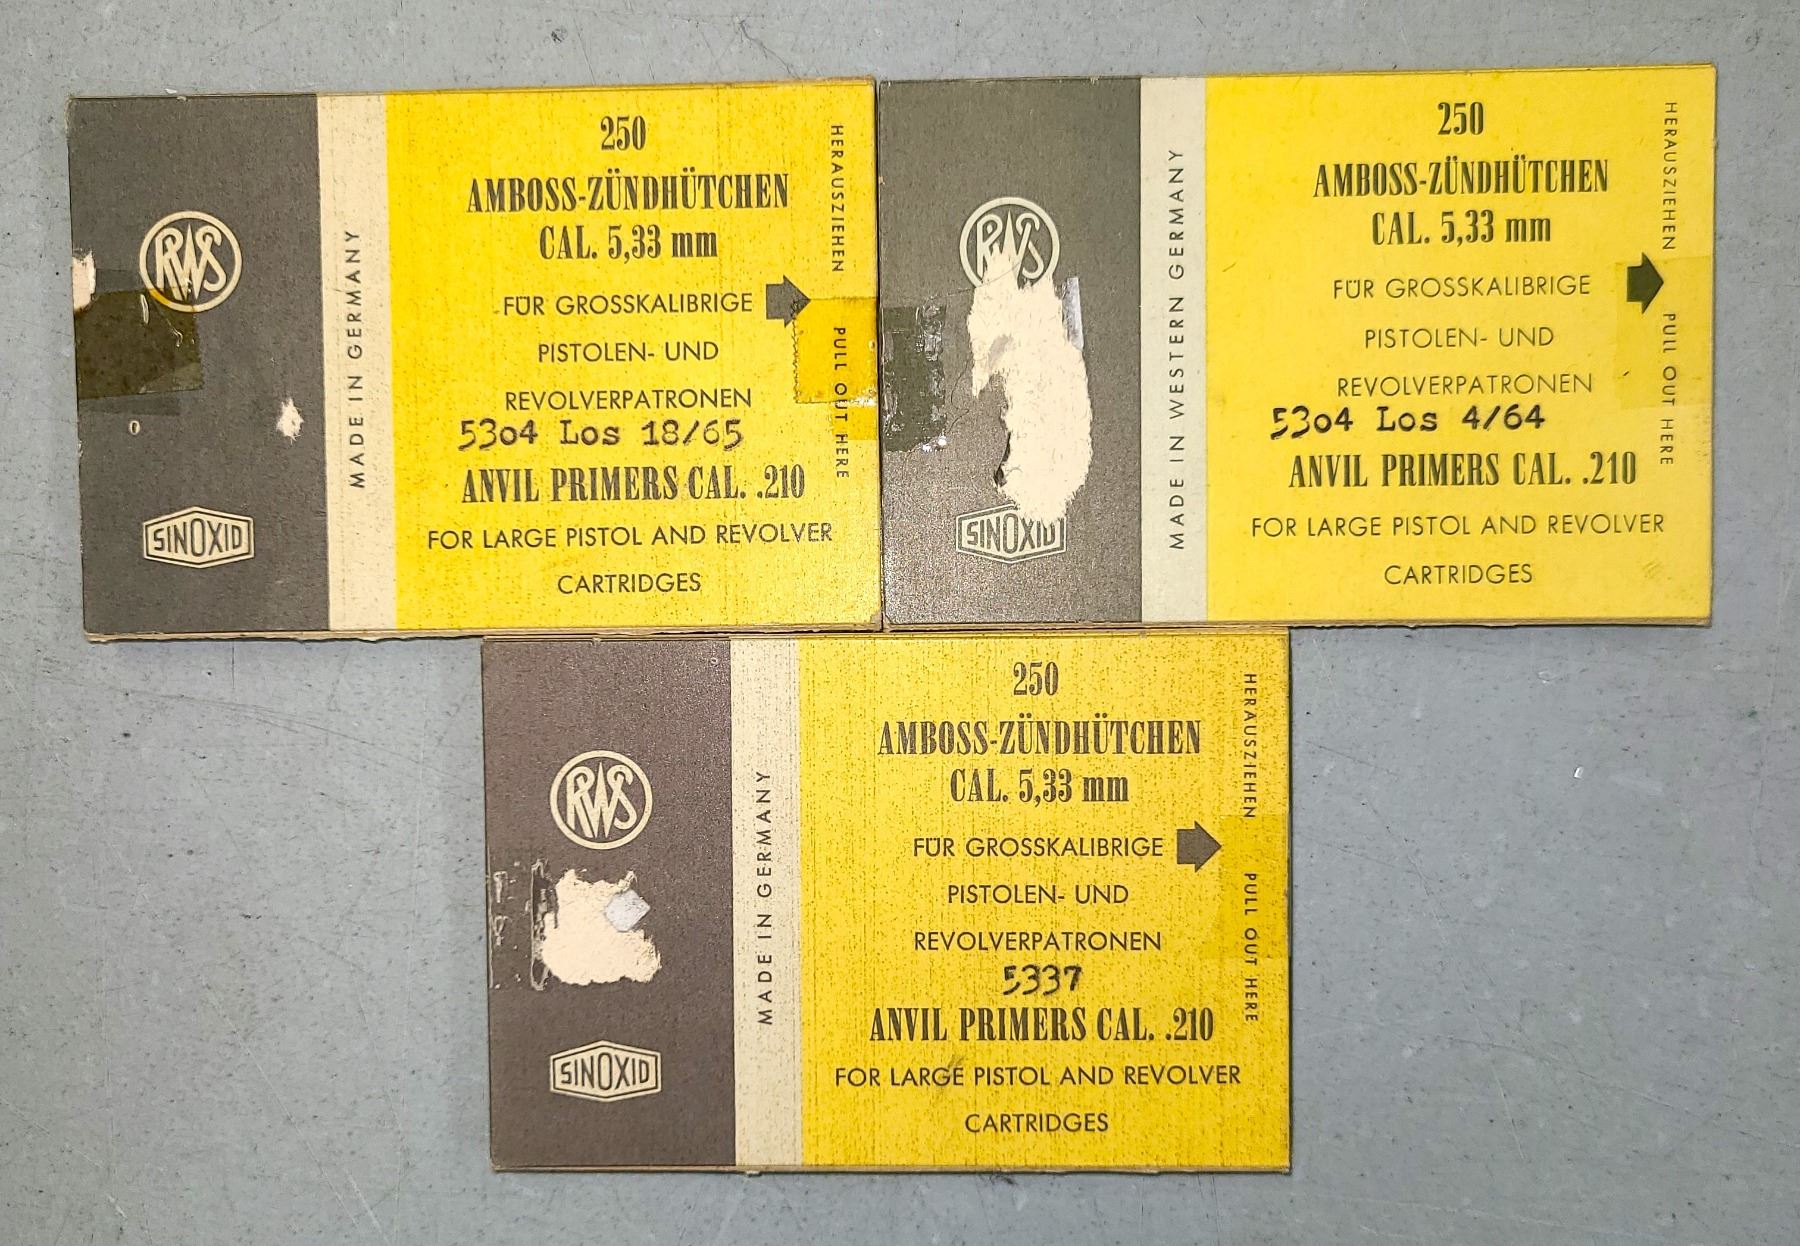 RWS
SINOXID
MADE IN GERMANY
250
AMBOSS-ZÜNDHÜTCHEN
CAL. 5,33 mm
FÜR GROSSKALIBRIGE
PISTOLEN- UND
REVOLVERPATRONEN
5304 Los 18/65
ANVIL PRIMERS CAL. .210
FOR LARGE PISTOL AND REVOLVER
CARTRIDGES
HERAUSZIEHEN PULL OUT HERE
RWS
SINOXID
MADE IN WESTERN GERMANY
250
AMBOSS-ZÜNDHÜTCHEN
CAL. 5,33 mm
FÜR GROSSKALIBRIGE
PISTOLEN- UND
REVOLVERPATRONEN
5304 Los 4/64
ANVIL PRIMERS CAL. .210
FOR LARGE PISTOL AND REVOLVER
CARTRIDGES
HERAUSZIEHEN PULL OUT HERE
RWS
SINOXID
MADE IN GERMANY
250
AMBOSS-ZÜNDHÜTCHEN
CAL. 5,33 mm
FÜR GROSSKALIBRIGE
PISTOLEN- UND
REVOLVERPATRONEN
5337
ANVIL PRIMERS CAL. .210
FOR LARGE PISTOL AND REVOLVER
CARTRIDGES
HERAUSZIEHEN PULL OUT HERE